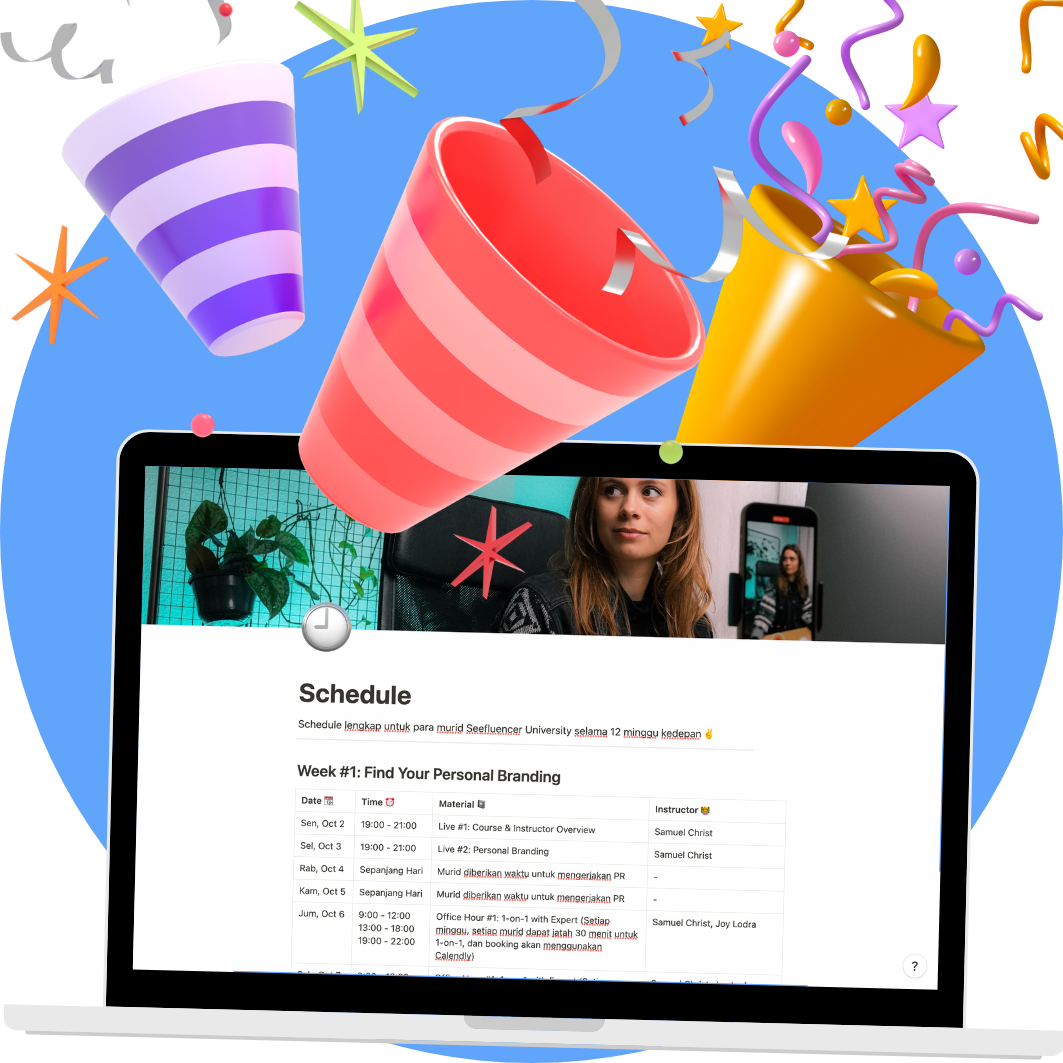 Schedule
Schedule lengkap untuk para murid Seefluencer University selama 12 minggu kedepan ✌️
Week #1: Find Your Personal Branding
Date Time Material Instructor
Sen, Oct 2 19:00 - 21:00 Live #1: Course & Instructor Overview Samuel Christ
Sel, Oct 3 19:00 - 21:00 Live #2: Personal Branding Samuel Christ
Rab, Oct 4 Sepanjang Hari Murid diberikan waktu untuk mengerjakan PR -
Kam, Oct 5 Sepanjang Hari Murid diberikan waktu untuk mengerjakan PR -
Jum, Oct 6 9:00 - 12:00 Office Hour #1: 1-on-1 with Expert (Setiap Samuel Christ, Joy Lodra
13:00 - 18:00 minggu, setiap murid dapat jatah 30 menit untuk
19:00 - 22:00 1-on-1, dan booking akan menggunakan
Calendly)
?